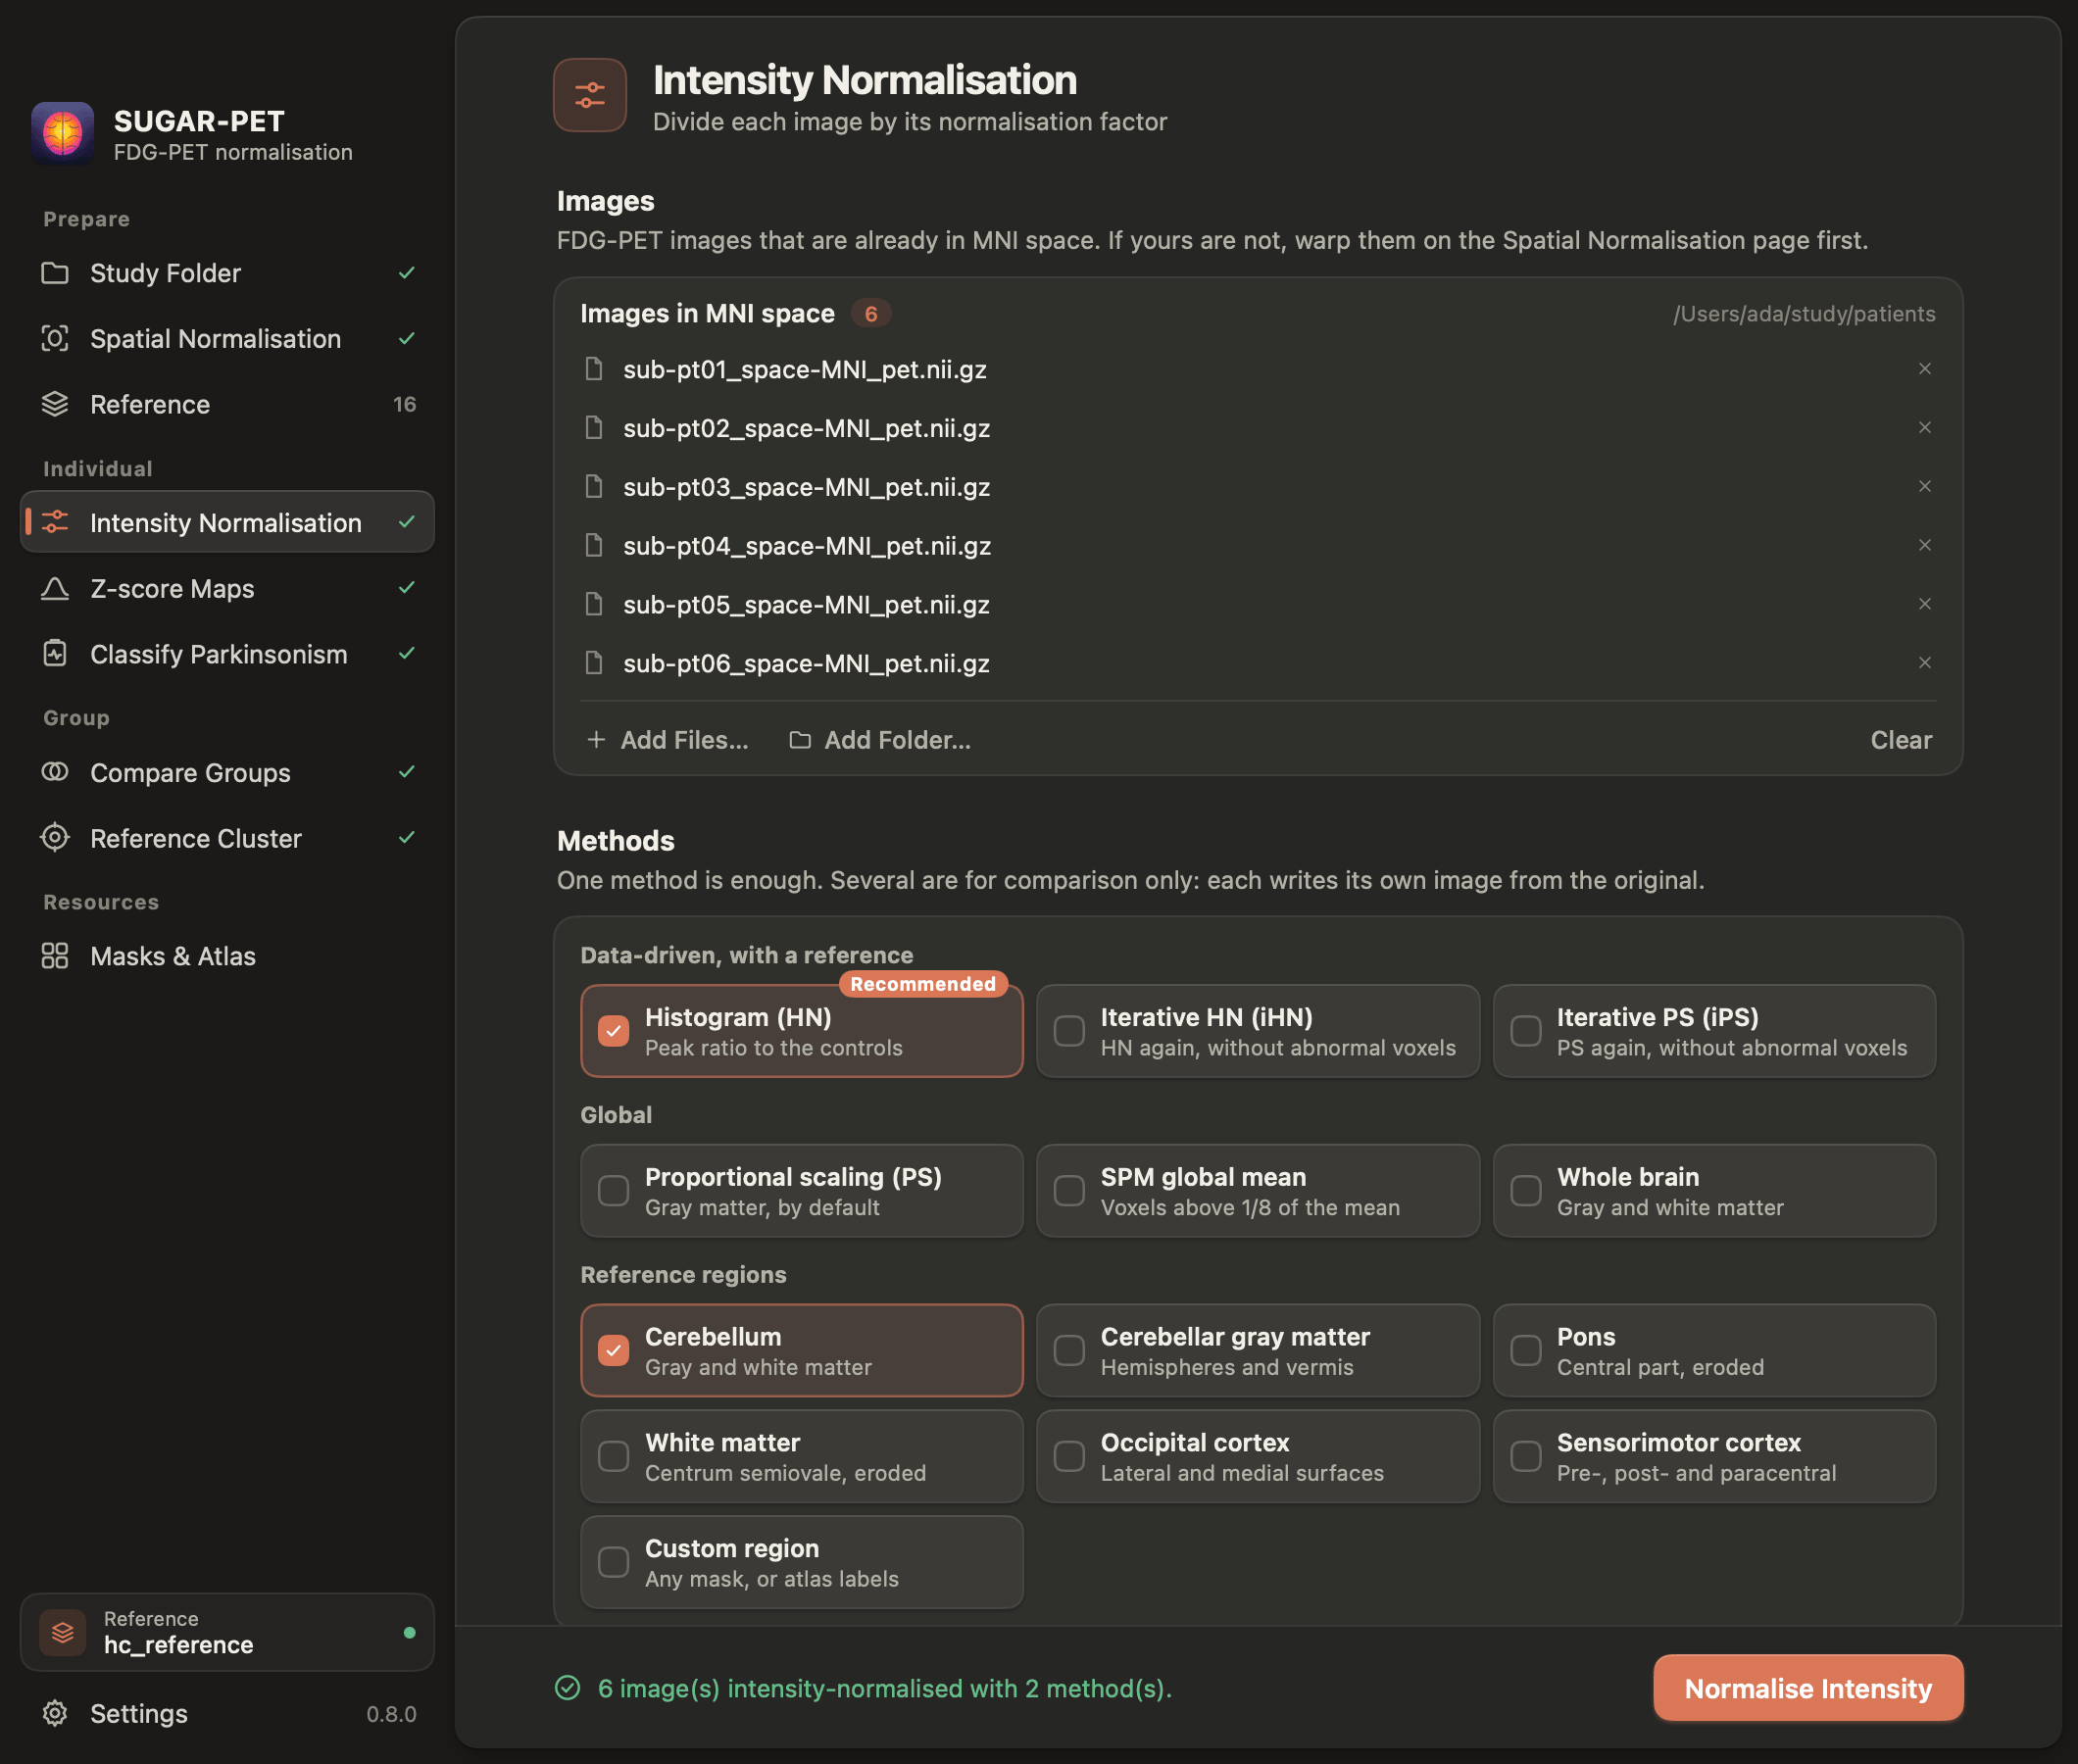 SUGAR-PET
FDG-PET normalisation
Prepare
Study Folder
Spatial Normalisation
Reference 16
Individual
Intensity Normalisation
Z-score Maps
Classify Parkinsonism
Group
Compare Groups
Reference Cluster
Resources
Masks & Atlas
Reference
hc_reference
Settings 0.8.0
Intensity Normalisation
Divide each image by its normalisation factor
Images
FDG-PET images that are already in MNI space. If yours are not, warp them on the Spatial Normalisation page first.
Images in MNI space 6 /Users/ada/study/patients
sub-pt01_space-MNI_pet.nii.gz
sub-pt02_space-MNI_pet.nii.gz
sub-pt03_space-MNI_pet.nii.gz
sub-pt04_space-MNI_pet.nii.gz
sub-pt05_space-MNI_pet.nii.gz
sub-pt06_space-MNI_pet.nii.gz
Add Files... Add Folder... Clear
Methods
One method is enough. Several are for comparison only: each writes its own image from the original.
Data-driven, with a reference
Recommended
Histogram (HN)
Peak ratio to the controls
Iterative HN (iHN)
HN again, without abnormal voxels
Iterative PS (iPS)
PS again, without abnormal voxels
Global
Proportional scaling (PS)
Gray matter, by default
SPM global mean
Voxels above 1/8 of the mean
Whole brain
Gray and white matter
Reference regions
Cerebellum
Gray and white matter
Cerebellar gray matter
Hemispheres and vermis
Pons
Central part, eroded
White matter
Centrum semiovale, eroded
Occipital cortex
Lateral and medial surfaces
Sensorimotor cortex
Pre-, post- and paracentral
Custom region
Any mask, or atlas labels
6 image(s) intensity-normalised with 2 method(s).
Normalise Intensity